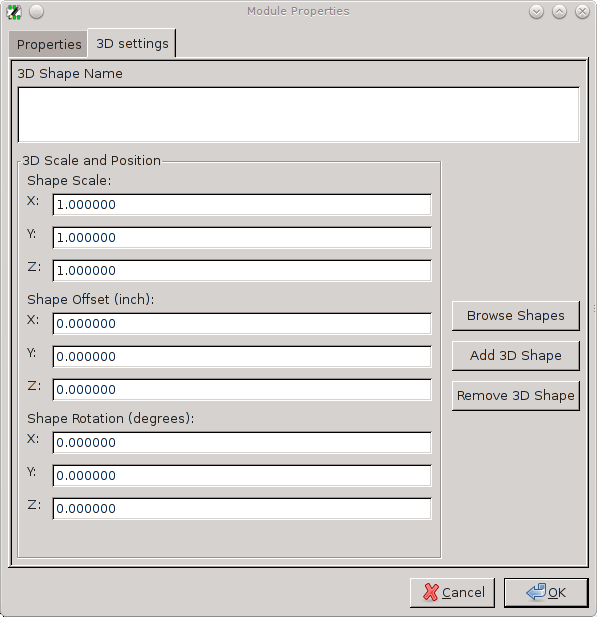 Module Properties
Properties
3D settings
3D Shape Name
3D Scale and Position
Shape Scale:
X: 1.000000
Y: 1.000000
Z: 1.000000
Shape Offset (inch):
X: 0.000000
Y: 0.000000
Z: 0.000000
Shape Rotation (degrees):
X: 0.000000
Y: 0.000000
Z: 0.000000
Browse Shapes
Add 3D Shape
Remove 3D Shape
Cancel
OK